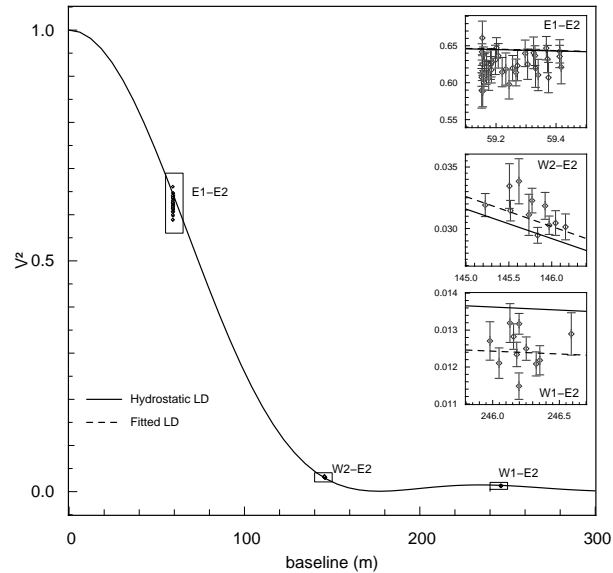 1.0
0.5
0.0
V²
0
100
200
300
baseline (m)
E1−E2
W2−E2
W1−E2
Hydrostatic LD
Fitted LD
E1−E2
0.65
0.60
0.55
59.2
59.4
W2−E2
0.035
0.030
145.0
145.5
146.0
0.014
0.013
0.012
0.011
W1−E2
246.0
246.5